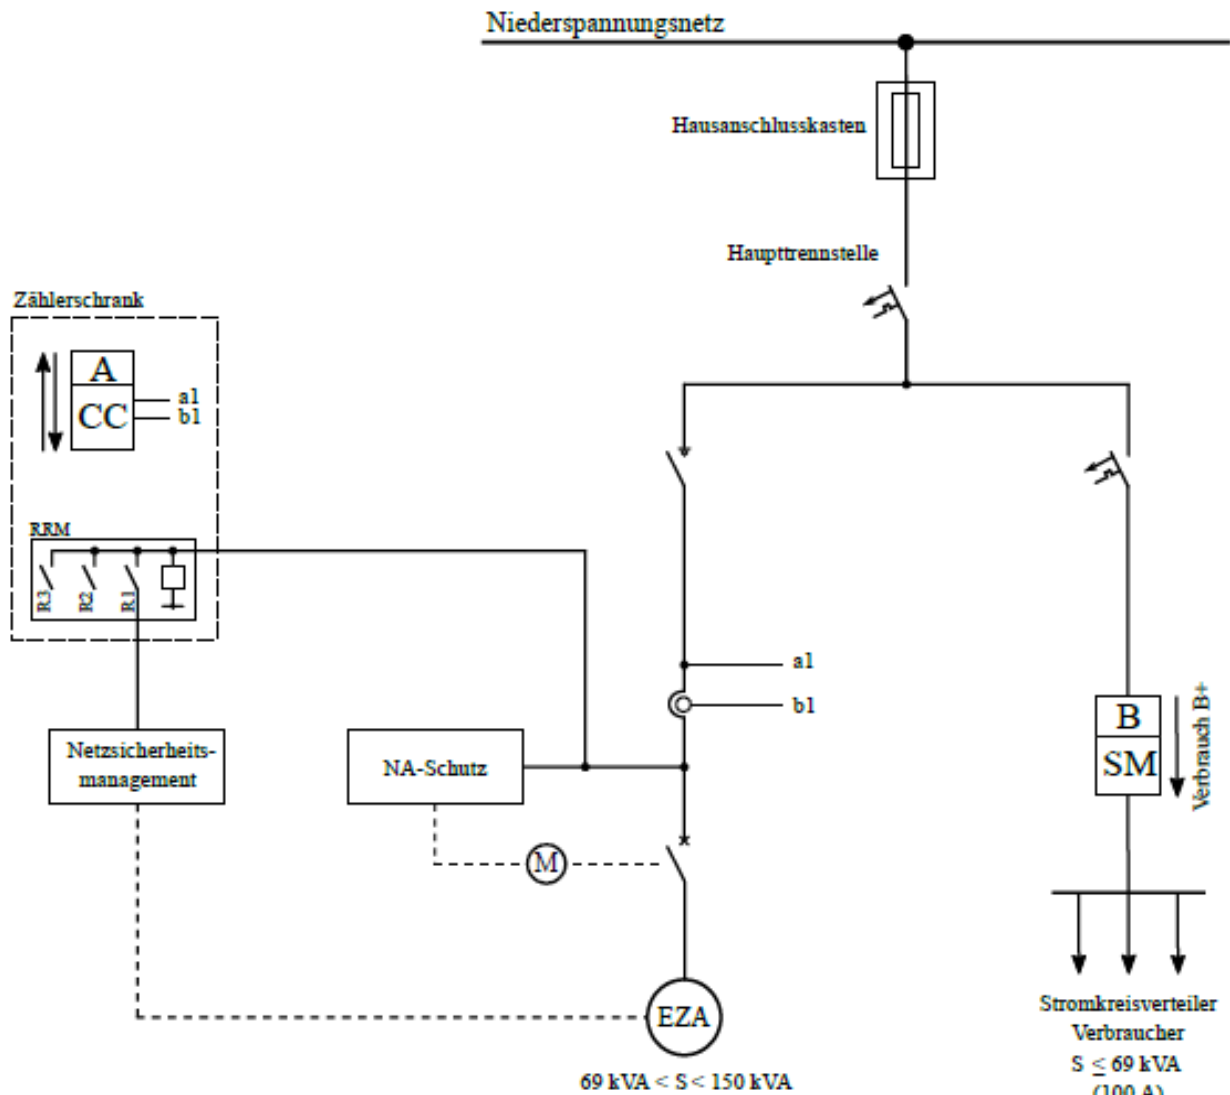 Niederspannungsnetz
Hausanschlusskasten
Haupttrennstelle
Zählerschrank
A
CC
a1
b1
RRM
R3
R2
R1
a1
b1
Netzsicherheits-
management
NA-Schutz
M
B
SM
Verbrauch B+
EZA
69 kVA < S < 150 kVA
Stromkreisverteiler
Verbraucher
S ≤ 69 kVA
(100 A)